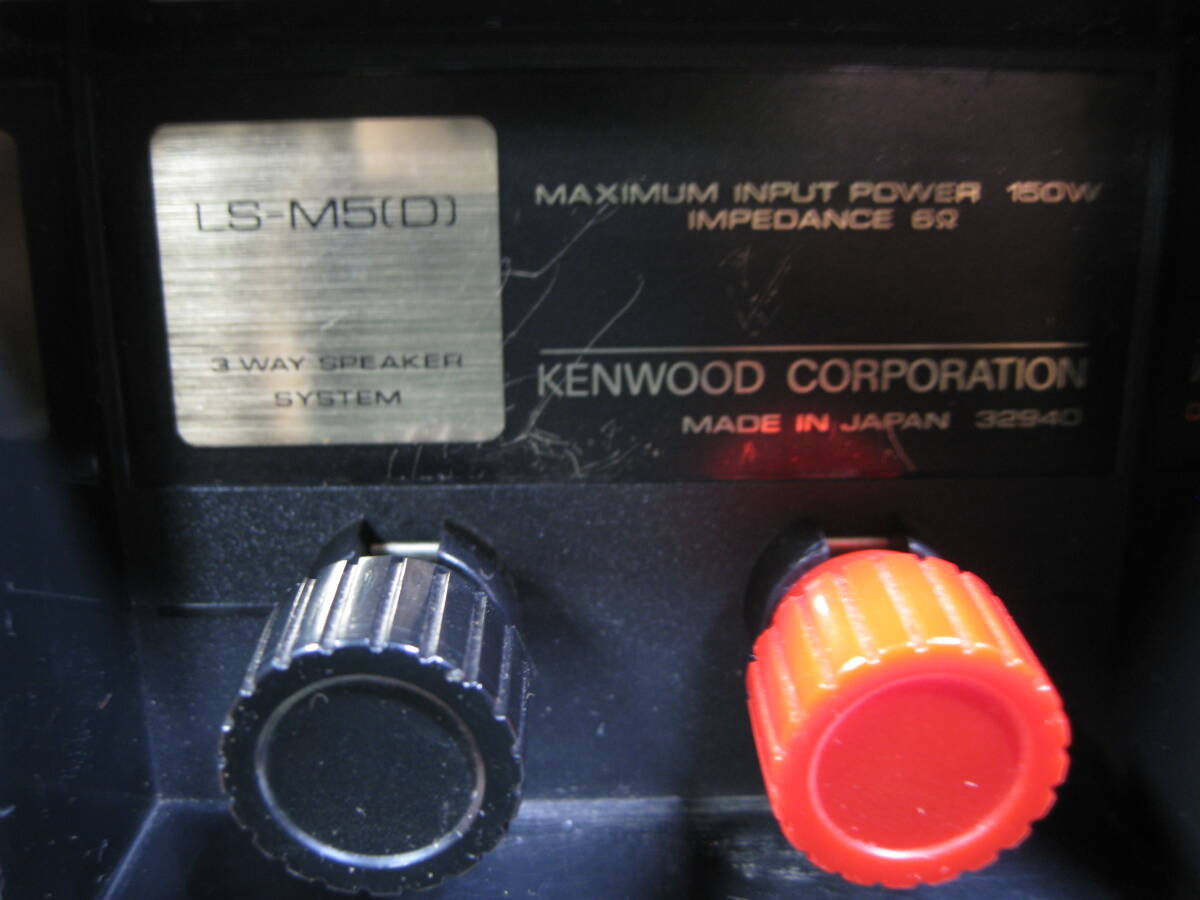 LS-M5(D)
3 WAY SPEAKER
SYSTEM
MAXIMUM INPUT POWER 150W
IMPEDANCE 6Ω
KENWOOD CORPORATION
MADE IN JAPAN 32940